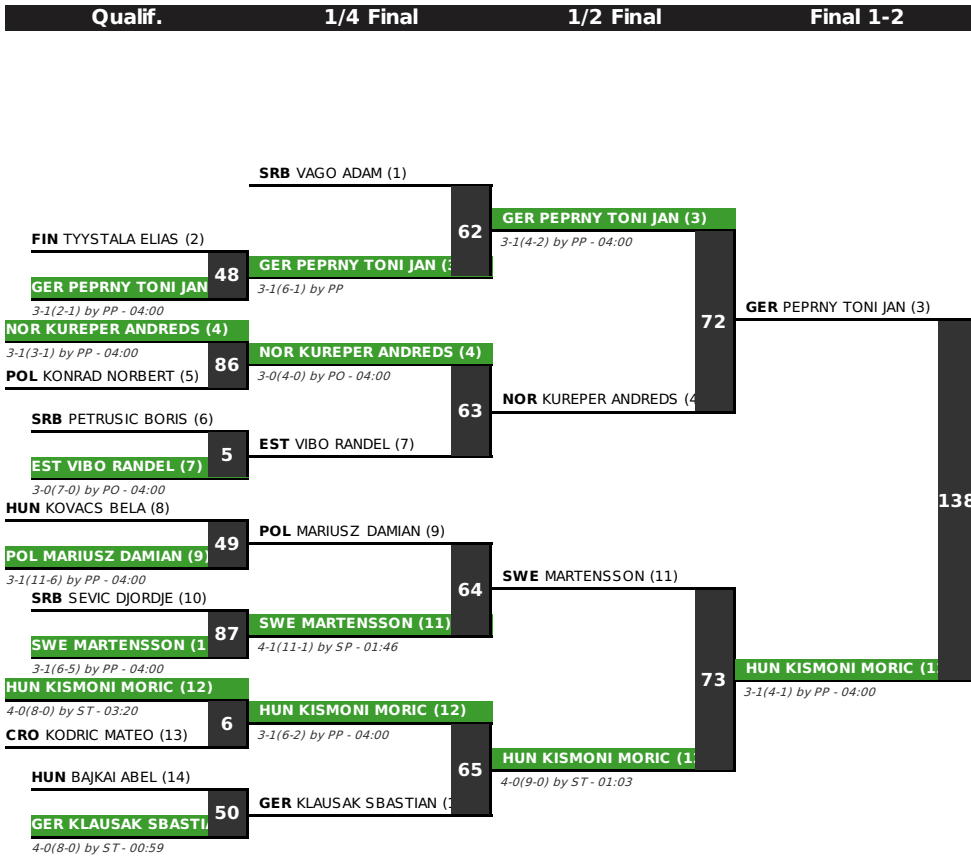 Qualif. 1/4 Final 1/2 Final Final 1-2
SRB VAGO ADAM (1)
GER PEPRNY TONI JAN (3)
62
FIN TYYSTALA ELIAS (2)
3-1(4-2) by PP - 04:00
GER PEPRNY TONI JAN
48
GER PEPRNY TONI JAN
3-1(6-1) by PP
3-1(2-1) by PP - 04:00
GER PEPRNY TONI JAN (3)
NOR KUREPER ANDREDS (4)
72
3-1(3-1) by PP - 04:00
NOR KUREPER ANDREDS (4)
86
POL KONRAD NORBERT (5)
3-0(4-0) by PO - 04:00
NOR KUREPER ANDREDS (4
63
SRB PETRUSIC BORIS (6)
EST VIBO RANDEL (7)
5
EST VIBO RANDEL (7)
3-0(7-0) by PO - 04:00
HUN KOVACS BELA (8)
138
POL MARIUSZ DAMIAN (9)
49
POL MARIUSZ DAMIAN (9)
3-1(11-6) by PP - 04:00
SWE MARTENSSON (11)
64
SRB SEVIC DJORDJE (10)
SWE MARTENSSON (11)
87
SWE MARTENSSON (1
4-1(11-1) by SP - 01:46
3-1(6-5) by PP - 04:00
HUN KISMONI MORIC (1
73
HUN KISMONI MORIC (12)
3-1(4-1) by PP - 04:00
4-0(8-0) by ST - 03:20
HUN KISMONI MORIC (12)
6
CRO KODRIC MATEO (13)
3-1(6-2) by PP - 04:00
HUN KISMONI MORIC (1
65
HUN BAJKAI ABEL (14)
4-0(9-0) by ST - 01:03
GER KLAUSAK SBASTIAN (1
50
GER KLAUSAK SBASTIA
4-0(8-0) by ST - 00:59